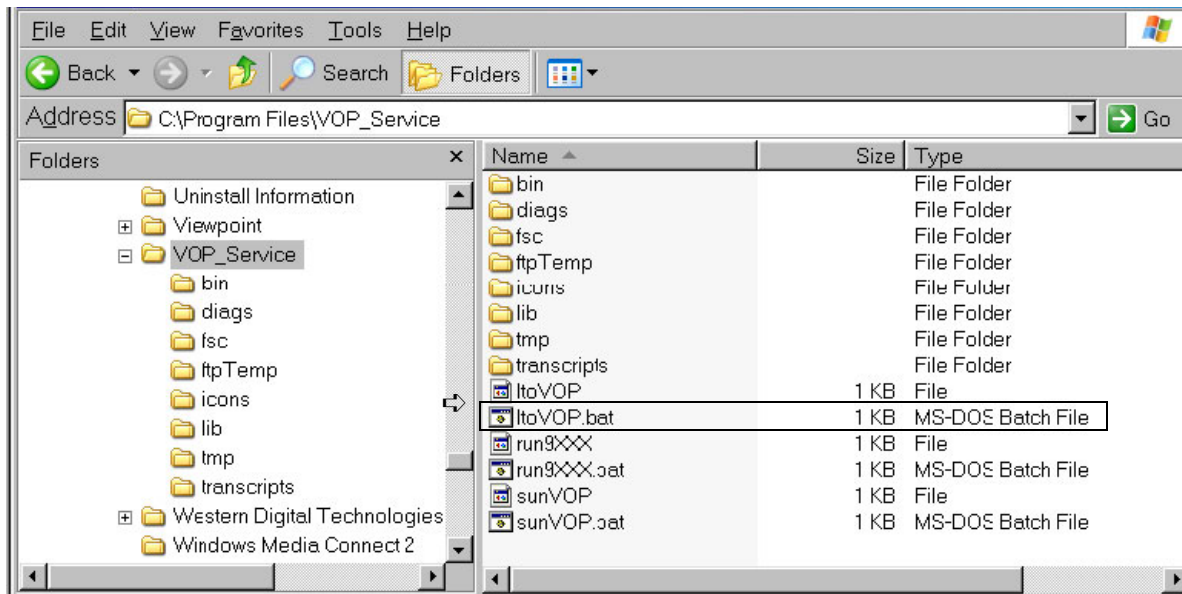 File Edit View Favorites Tools Help
Back Search Folders
Address C:\Program Files\VOP_Service Go
Folders
Uninstall Information
Viewpoint
VOP_Service
bin
diags
fsc
ftpTemp
icons
lib
tmp
transcripts
Western Digital Technologies
Windows Media Connect 2
Name Size Type
bin File Folder
diags File Folder
fsc File Folder
ftpTemp File Folder
icons File Folder
lib File Folder
tmp File Folder
transcripts File Folder
ltoVOP 1 KB File
ltoVOP.bat 1 KB MS-DOS Batch File
run9XXX 1 KB File
run9XXX.bat 1 KB MS-DOS Batch File
sunVOP 1 KB File
sunVOP.bat 1 KB MS-DOS Batch File